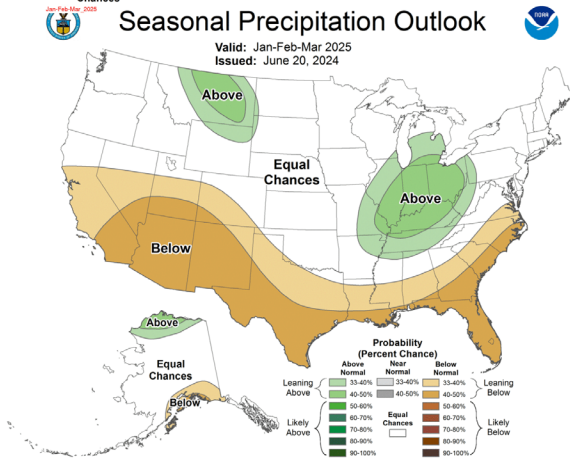 Chances
Jan-Feb-Mar 2025
Seasonal Precipitation Outlook
NOAA
Valid: Jan-Feb-Mar 2025
Issued: June 20, 2024
Above
Equal
Chances
Above
Below
Above
Equal
Chances
Below
Probability
(Percent Chance)
Above
Normal
Near
Normal
Below
Normal
Leaning
Above
33-40%
33-40%
33-40%
Leaning
Below
40-50%
40-50%
40-50%
Likely
Above
50-60%
60-70%
70-80%
80-90%
90-100%
Equal
Chances
50-60%
60-70%
70-80%
80-90%
90-100%
Likely
Below